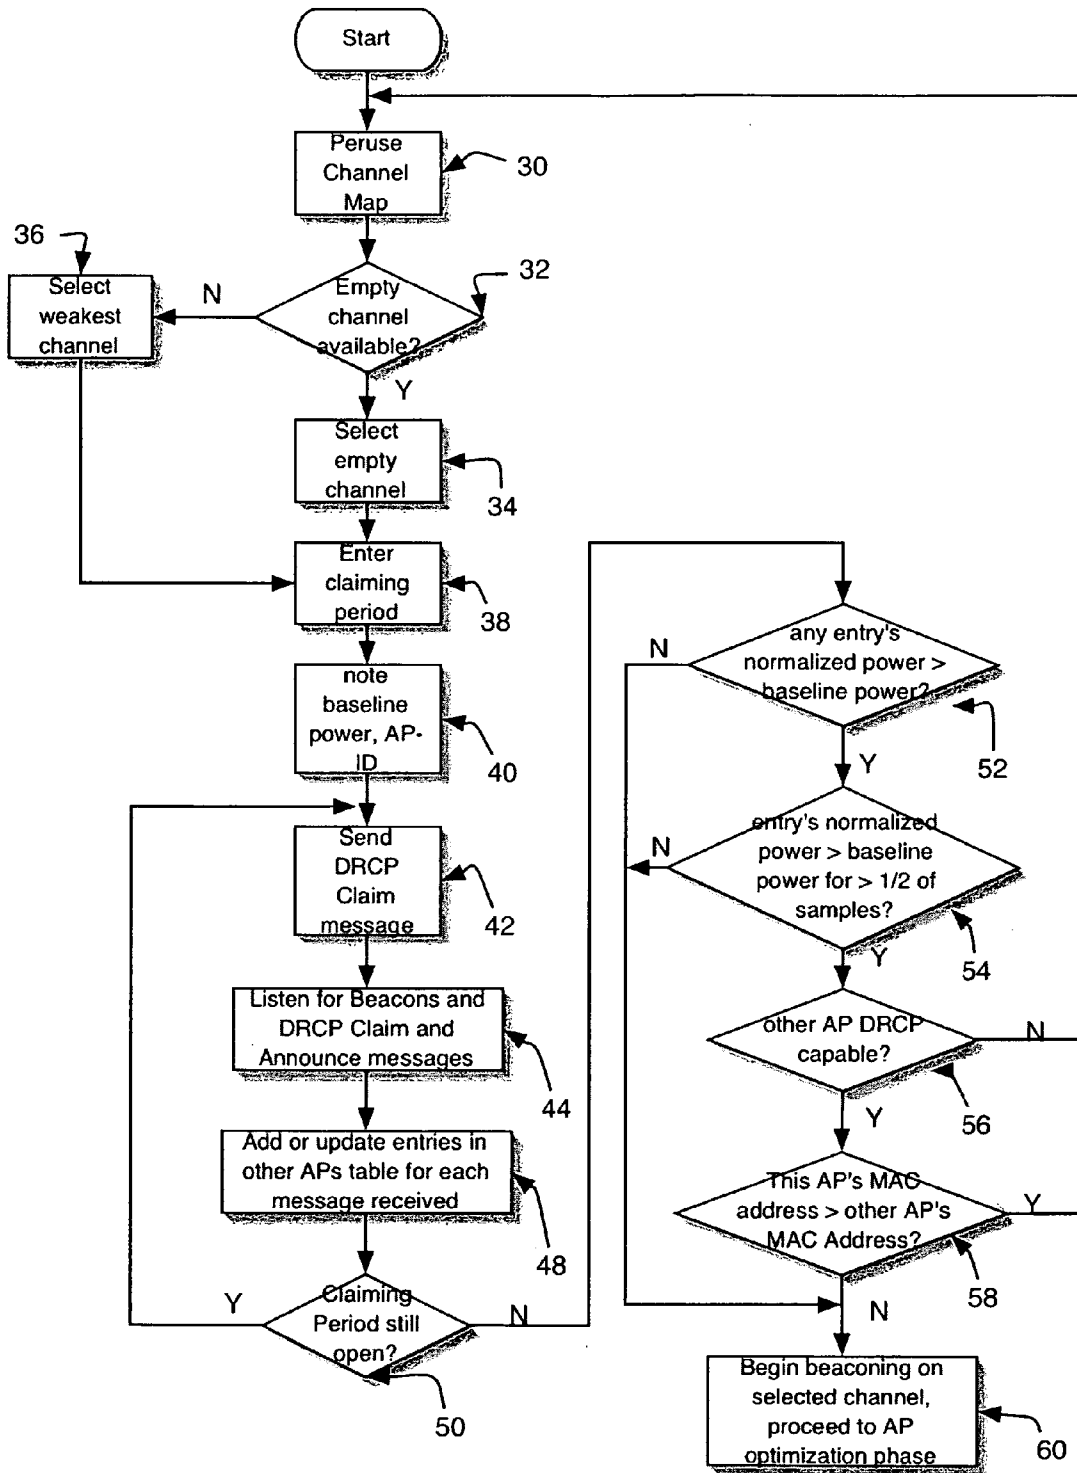 Start
Peruse
Channel
Map
30
36
Select
weakest
channel
N
Empty
channel
available?
32
Y
Select
empty
channel
34
Enter
claiming
period
38
note
baseline
power, AP-
ID
40
Send
DRCP
Claim
message
42
Listen for Beacons and
DRCP Claim and
Announce messages
44
Add or update entries in
other APs table for each
message received
48
Y
Claiming
Period still
open?
N
50
N
any entry's
normalized power >
baseline power?
52
Y
N
entry's normalized
power > baseline
power for > 1/2 of
samples?
54
Y
other AP DRCP
capable?
N
56
Y
This AP's MAC
address > other AP's
MAC Address?
Y
58
N
Begin beaconing on
selected channel,
proceed to AP
optimization phase
60